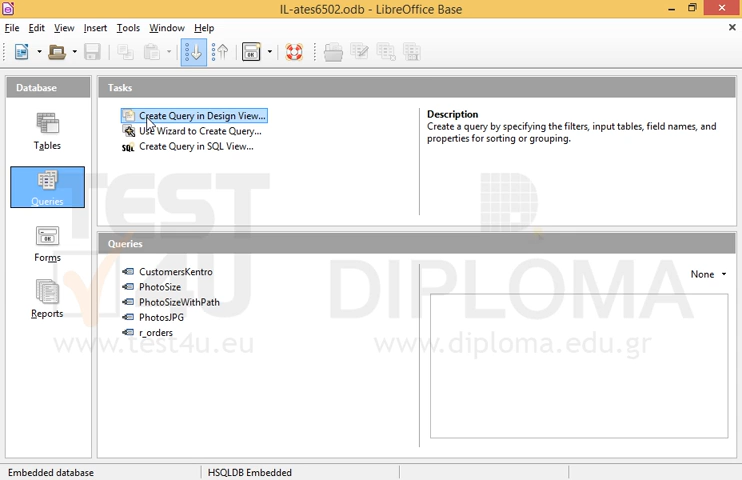 IL-ates6502.odb - LibreOffice Base
File Edit View Insert Tools Window Help
Database
Tasks
Tables
Queries
Forms
Reports
Create Query in Design View...
Use Wizard to Create Query...
Create Query in SQL View...
Description
Create a query by specifying the filters, input tables, field names, and
properties for sorting or grouping.
Queries
CustomersKentro
PhotoSize
PhotoSizeWithPath
PhotosJPG
r_orders
None
TEST
4U
DIPLOMA
www.test4u.eu
www.diploma.edu.gr
Embedded database
HSQLDB Embedded